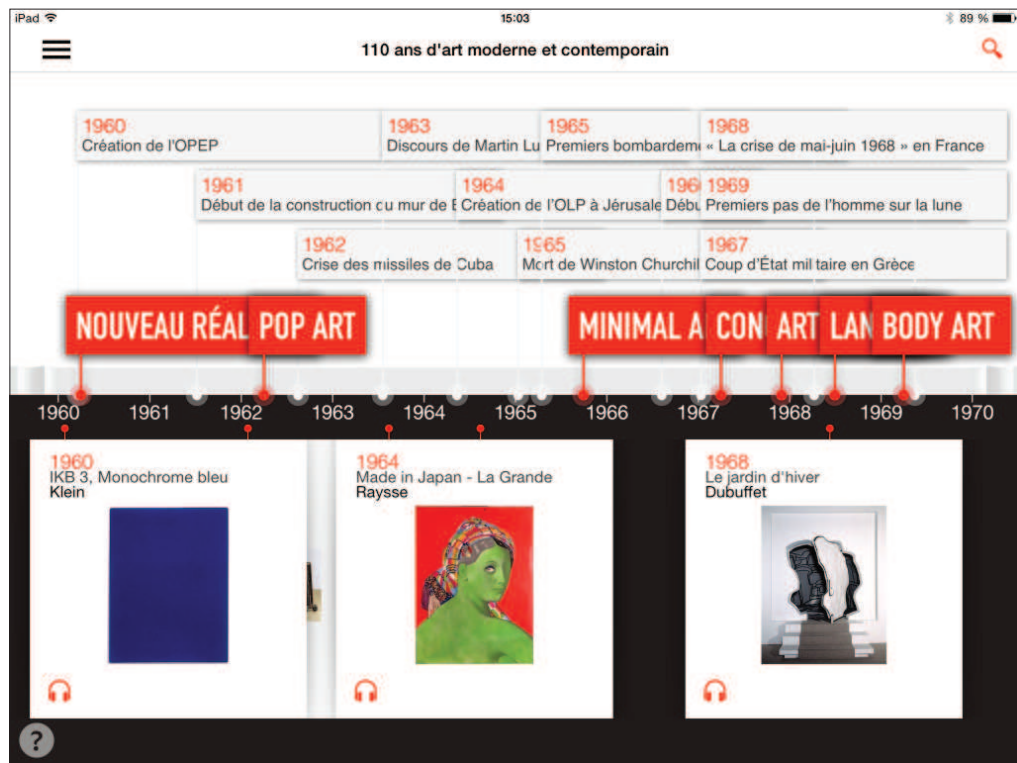 iPad 15:03 89 %
110 ans d'art moderne et contemporain
1960 1963 1965 1968
Création de l'OPEP Discours de Martin Lu Premiers bombardem « La crise de mai-juin 1968 » en France
1961 1964 196 1969
Début de la construction du mur de Création de l'OLP à Jérusale Débu Premiers pas de l'homme sur la lune
1962 1965 1967
Crise des missiles de Cuba Mort de Winston Churchil Coup d'État militaire en Grèce
NOUVEAU RÉAL POP ART MINIMAL A CON ART LAN BODY ART
1960 1961 1962 1963 1964 1965 1966 1967 1968 1969 1970
1960
IKB 3, Monochrome bleu
Klein
1964
Made in Japan - La Grande
Raysse
1968
Le jardin d'hiver
Dubuffet
?